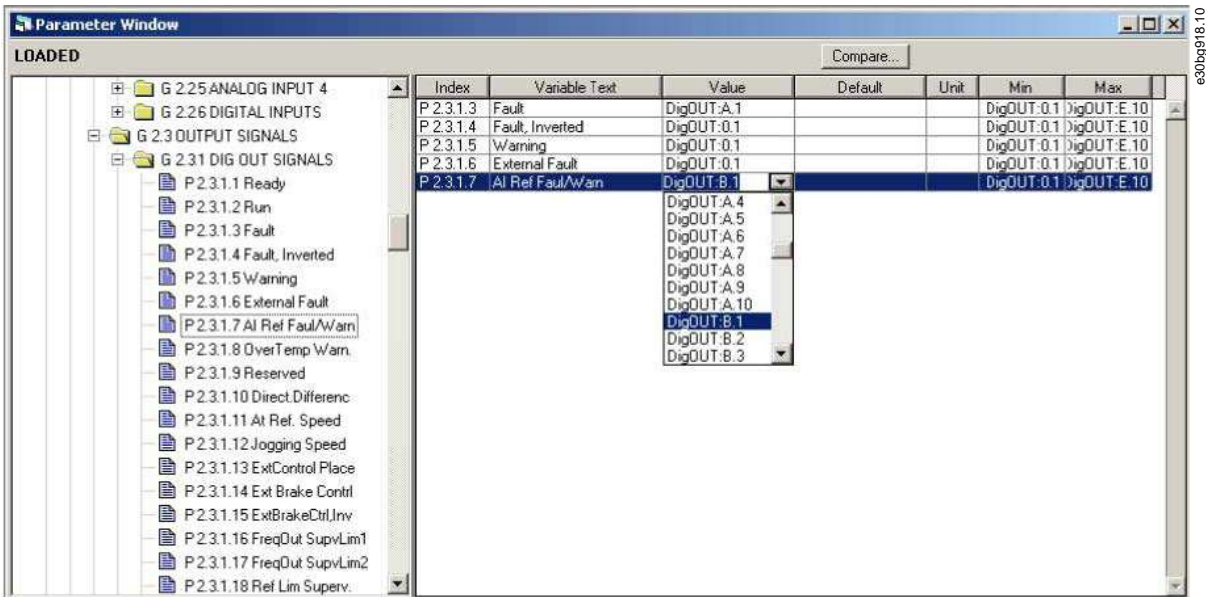 Parameter Window
LOADED
Compare...
G 2.25 ANALOG INPUT 4
G 2.26 DIGITAL INPUTS
G 2.3 OUTPUT SIGNALS
G 2.31 DIG OUT SIGNALS
P 2.3.1.1 Ready
P 2.3.1.2 Run
P 2.3.1.3 Fault
P 2.3.1.4 Fault, Inverted
P 2.3.1.5 Warning
P 2.3.1.6 External Fault
P 2.3.1.7 AI Ref Faul/Warn
P 2.3.1.8 OverTemp Warn.
P 2.3.1.9 Reserved
P 2.3.1.10 Direct.Differenc
P 2.3.1.11 At Ref. Speed
P 2.3.1.12 Jogging Speed
P 2.3.1.13 ExtControl Place
P 2.3.1.14 Ext Brake Contrl
P 2.3.1.15 ExtBrakeCtrl,Inv
P 2.3.1.16 FreqOut SupvLim1
P 2.3.1.17 FreqOut SupvLim2
P 2.3.1.18 Ref Lim Superv.
Index Variable Text Value Default Unit Min Max
P 2.3.1.3 Fault DigOUT:A.1 DigOUT:0.1 DigOUT:E.10
P 2.3.1.4 Fault, Inverted DigOUT:0.1 DigOUT:0.1 DigOUT:E.10
P 2.3.1.5 Warning DigOUT:0.1 DigOUT:0.1 DigOUT:E.10
P 2.3.1.6 External Fault DigOUT:0.1 DigOUT:0.1 DigOUT:E.10
P 2.3.1.7 AI Ref Faul/Warn DigOUT:B.1 DigOUT:0.1 DigOUT:E.10
DigOUT:A.4
DigOUT:A.5
DigOUT:A.6
DigOUT:A.7
DigOUT:A.8
DigOUT:A.9
DigOUT:A.10
DigOUT:B.1
DigOUT:B.2
DigOUT:B.3
e30bg918.10